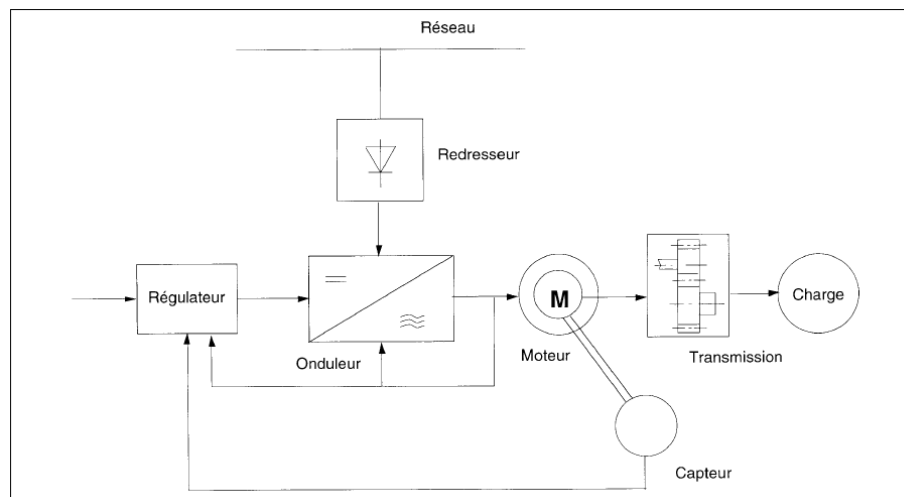 Réseau
Redresseur
Régulateur
M
Charge
Onduleur
Moteur
Transmission
Capteur